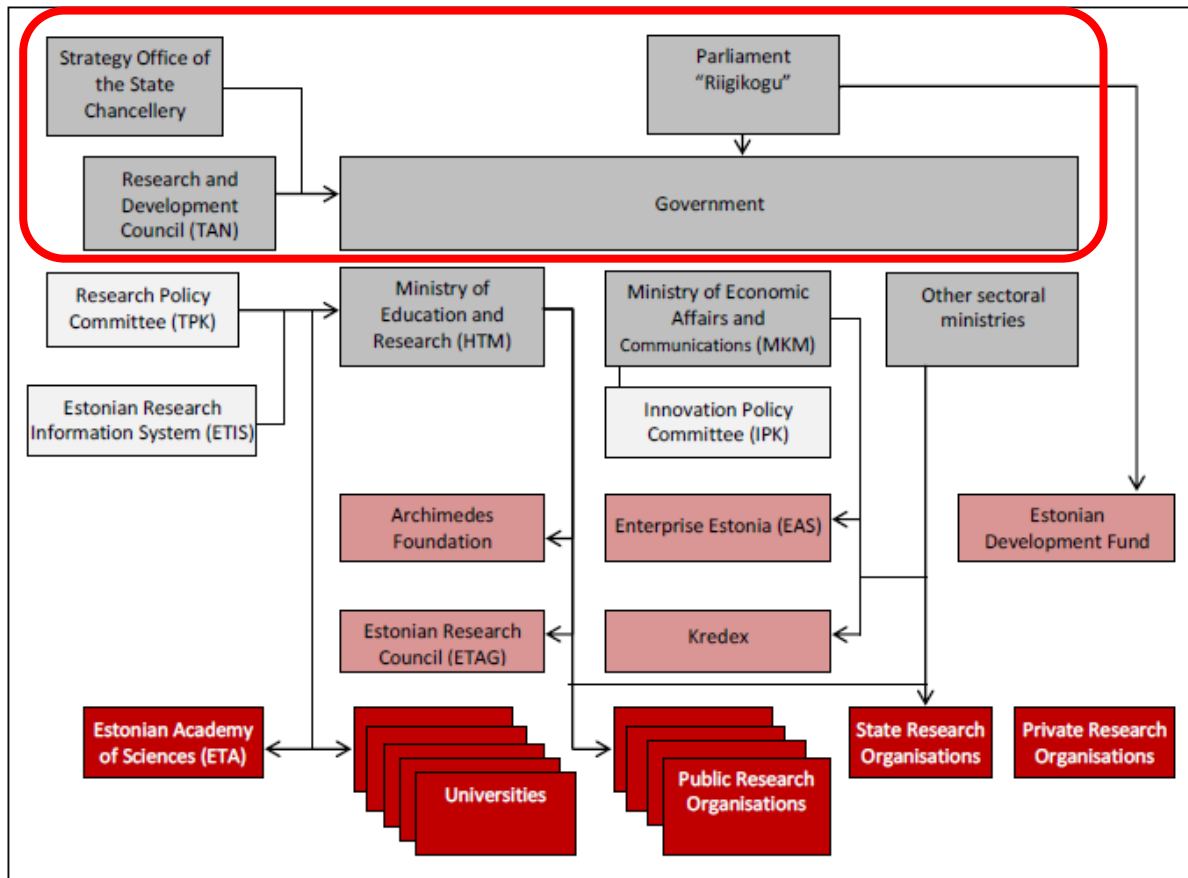 Strategy Office of
the State
Chancellery
Parliament
“Riigikogu”
Research and
Development
Council (TAN)
Government
Research Policy
Committee (TPK)
Ministry of
Education and
Research (HTM)
Ministry of Economic
Affairs and
Communications (MKM)
Other sectoral
ministries
Estonian Research
Information System (ETIS)
Innovation Policy
Committee (IPK)
Archimedes
Foundation
Enterprise Estonia (EAS)
Estonian
Development Fund
Estonian Research
Council (ETAG)
Kredex
Estonian Academy
of Sciences (ETA)
Universities
Public Research
Organisations
State Research
Organisations
Private Research
Organisations